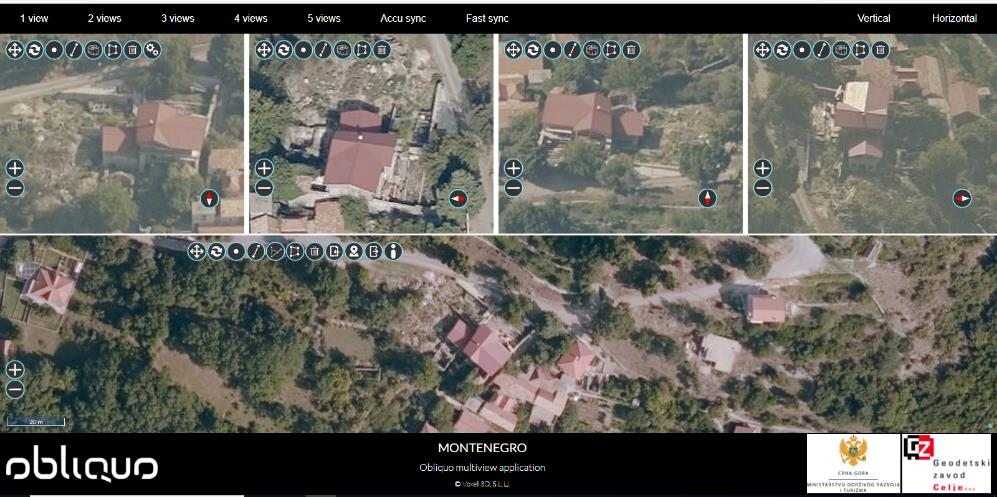 1 view 2 views 3 views 4 views 5 views Accu sync Fast sync Vertical Horizontal
20 m
obliquo
MONTENEGRO
Obliquo multiview application
© Voxel 3D, S.L.U.
CRNA GORA
MINISTARSTVO ODRŽIVOG RAZVOJA
I TURIZMA
GZ
Geodetski
zavod
Celje d.o.o.